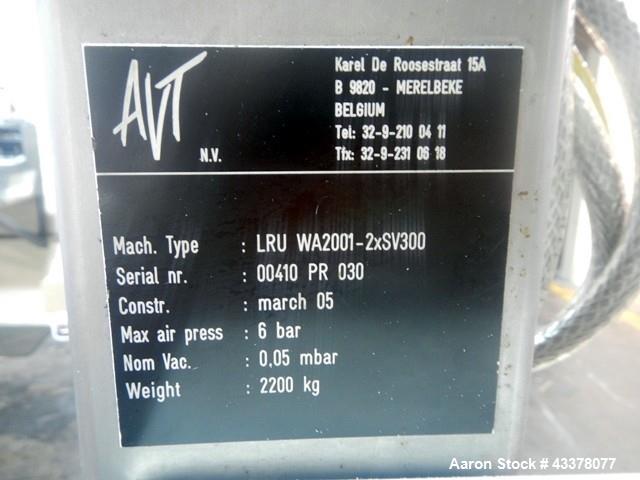 AVT
N.V.
Karel De Roosestraat 15A
B 9820 - MERELBEKE
BELGIUM
Tel: 32-9-210 04 11
Tfx: 32-9-231 06 18
Mach. Type : LRU WA2001-2xSV300
Serial nr. : 00410 PR 030
Constr. : march 05
Max air press : 6 bar
Nom Vac. : 0,05 mbar
Weight : 2200 kg
Aaron Stock # 43378077